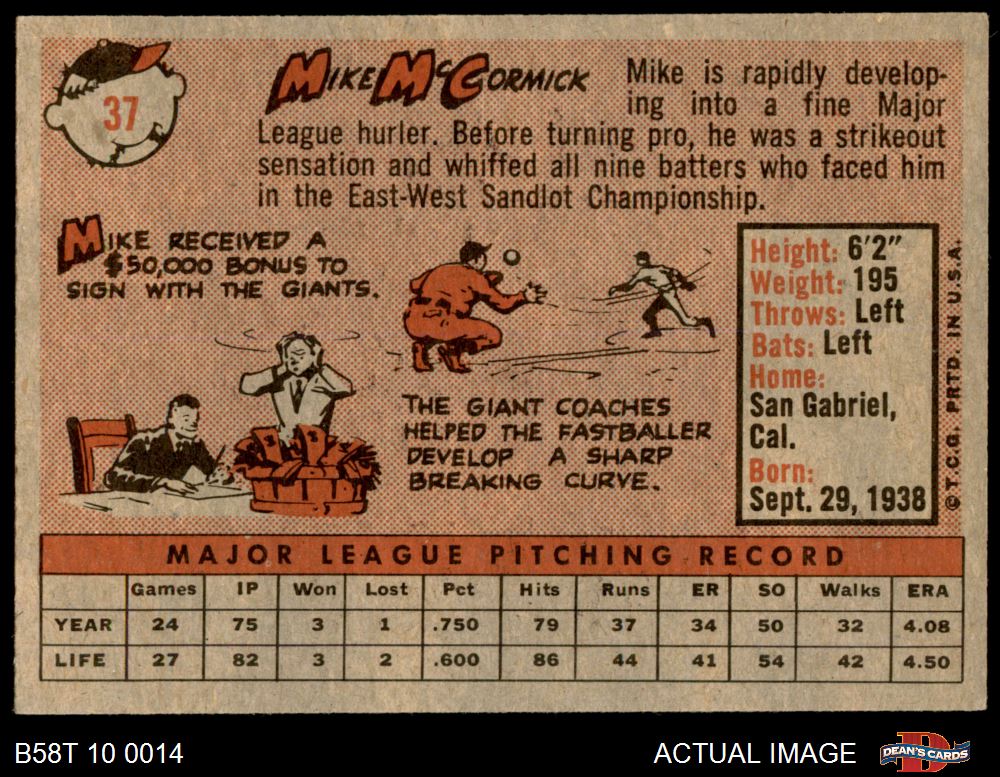 37
MIKE McCORMICK
Mike is rapidly develop-
ing into a fine Major
League hurler. Before turning pro, he was a strikeout
sensation and whiffed all nine batters who faced him
in the East-West Sandlot Championship.
MIKE RECEIVED A
$50,000 BONUS TO
SIGN WITH THE GIANTS.
THE GIANT COACHES
HELPED THE FASTBALLER
DEVELOP A SHARP
BREAKING CURVE.
Height: 6'2"
Weight: 195
Throws: Left
Bats: Left
Home:
San Gabriel,
Cal.
Born:
Sept. 29, 1938
© T.C.G. PRTD. IN U.S.A.
MAJOR LEAGUE PITCHING RECORD
Games IP Won Lost Pct Hits Runs ER SO Walks ERA
YEAR 24 75 3 1 .750 79 37 34 50 32 4.08
LIFE 27 82 3 2 .600 86 44 41 54 42 4.50
B58T 10 0014
ACTUAL IMAGE
DEAN'S CARDS